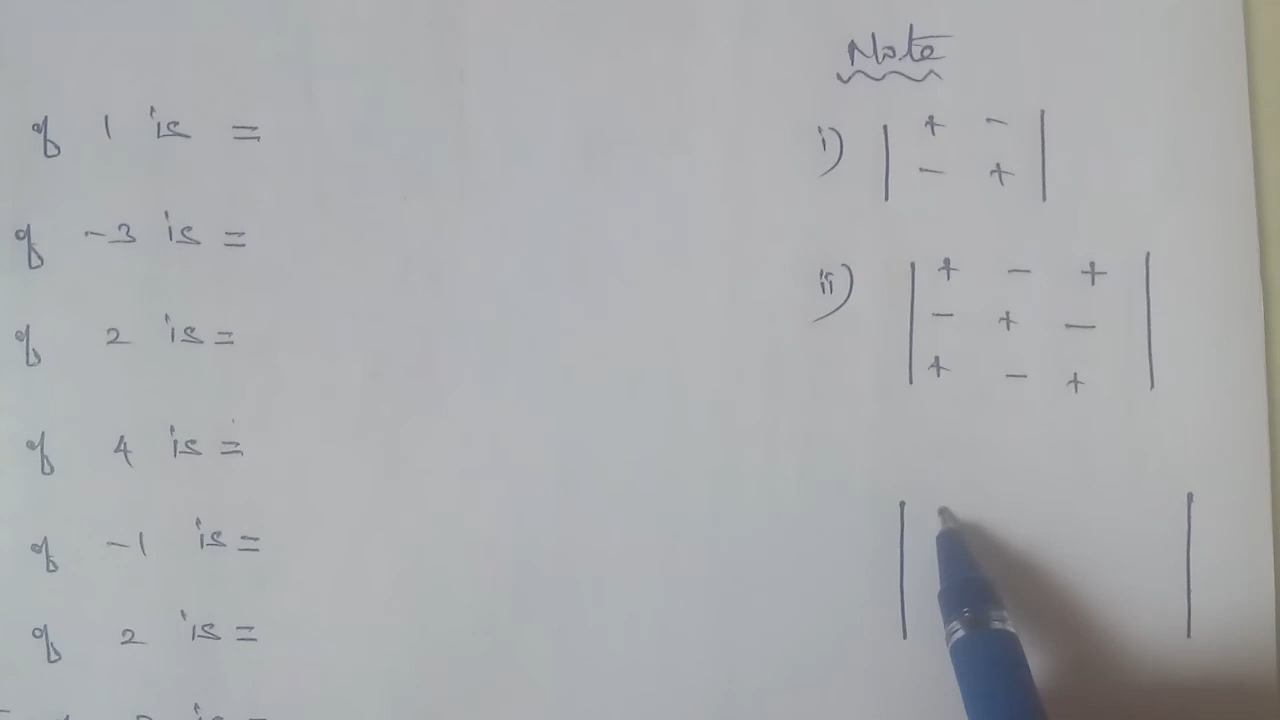 of 1 is =
of -3 is =
of 2 is =
of 4 is =
of -1 is =
of 2 is =
Note
i) | + - |
| - + |
ii) | + - + |
| - + - |
| + - + |
| |